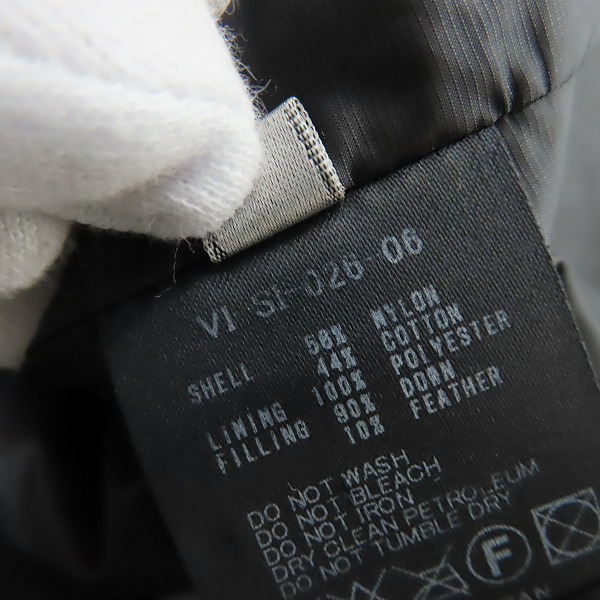 VI-SI-026-06
SHELL 56% NYLON
44% COTTON
LINING 100% POLYESTER
FILLING 90% DOWN
10% FEATHER
DO NOT WASH
DO NOT BLEACH
DO NOT IRON
DRY CLEAN PETROLEUM
DO NOT TUMBLE DRY
F